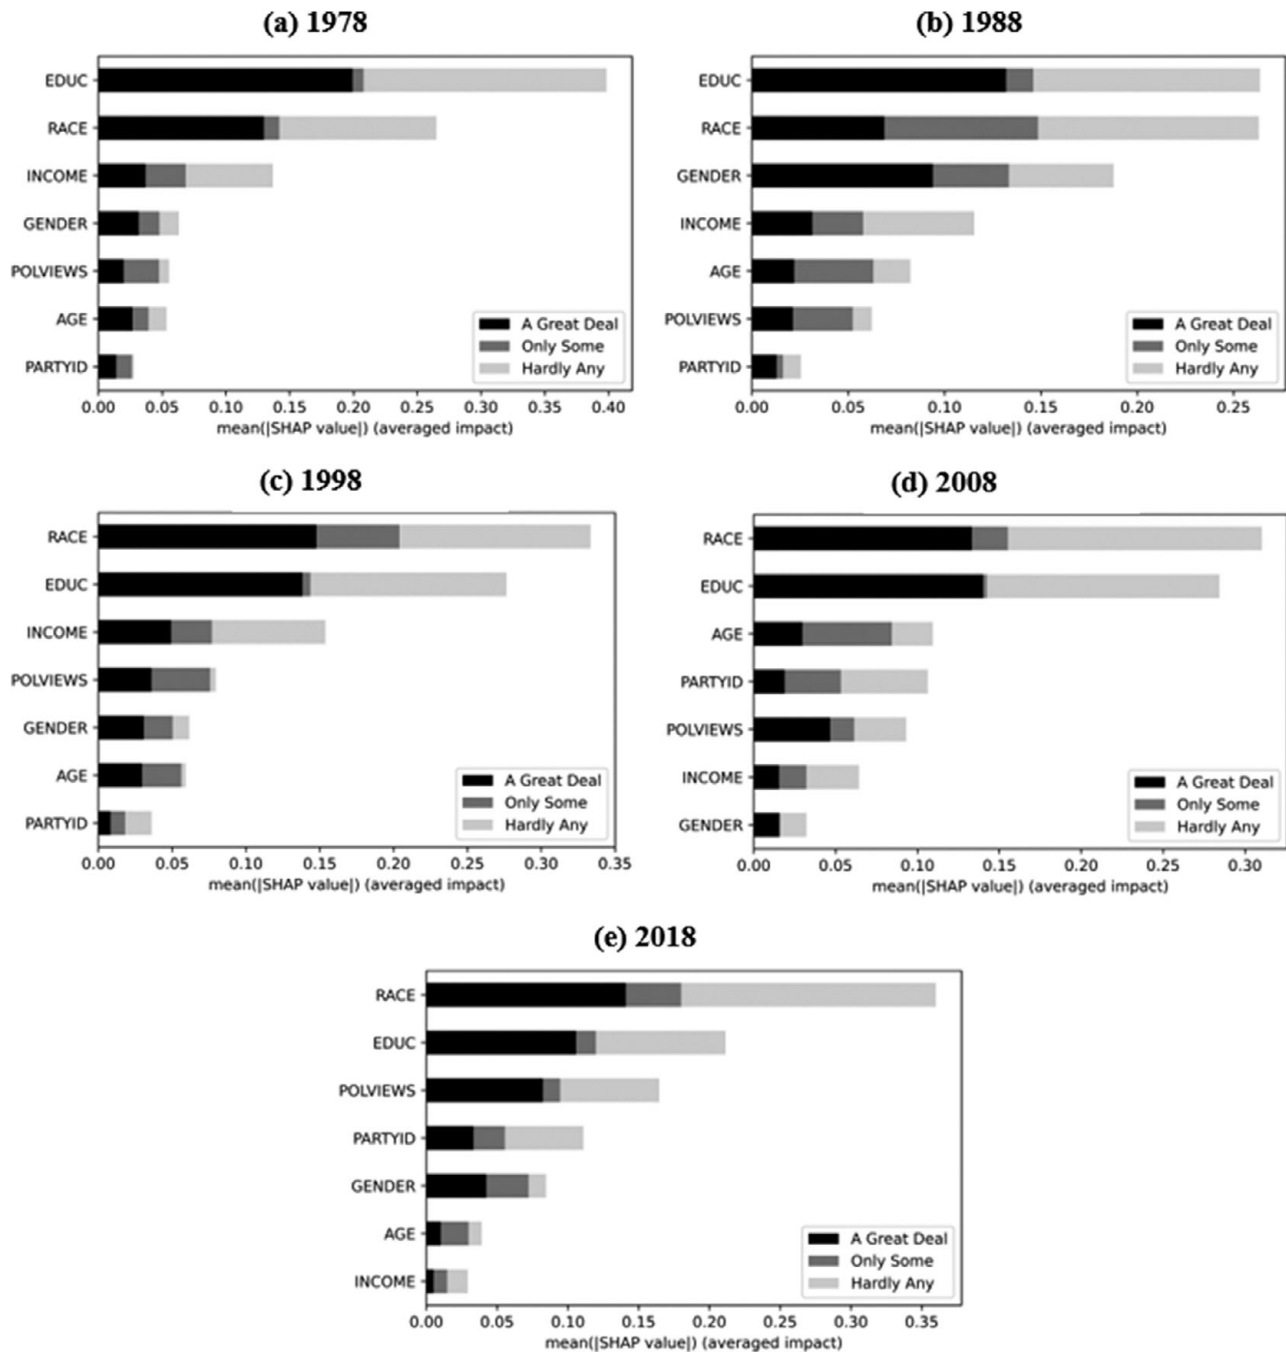 (a) 1978
EDUC
RACE
INCOME
GENDER
POLVIEWS
AGE
PARTYID
A Great Deal
Only Some
Hardly Any
0.00 0.05 0.10 0.15 0.20 0.25 0.30 0.35 0.40
mean(|SHAP value|) (averaged impact)
(b) 1988
EDUC
RACE
GENDER
INCOME
AGE
POLVIEWS
PARTYID
A Great Deal
Only Some
Hardly Any
0.00 0.05 0.10 0.15 0.20 0.25
mean(|SHAP value|) (averaged impact)
(c) 1998
RACE
EDUC
INCOME
POLVIEWS
GENDER
AGE
PARTYID
A Great Deal
Only Some
Hardly Any
0.00 0.05 0.10 0.15 0.20 0.25 0.30 0.35
mean(|SHAP value|) (averaged impact)
(d) 2008
RACE
EDUC
AGE
PARTYID
POLVIEWS
INCOME
GENDER
A Great Deal
Only Some
Hardly Any
0.00 0.05 0.10 0.15 0.20 0.25 0.30
mean(|SHAP value|) (averaged impact)
(e) 2018
RACE
EDUC
POLVIEWS
PARTYID
GENDER
AGE
INCOME
A Great Deal
Only Some
Hardly Any
0.00 0.05 0.10 0.15 0.20 0.25 0.30 0.35
mean(|SHAP value|) (averaged impact)